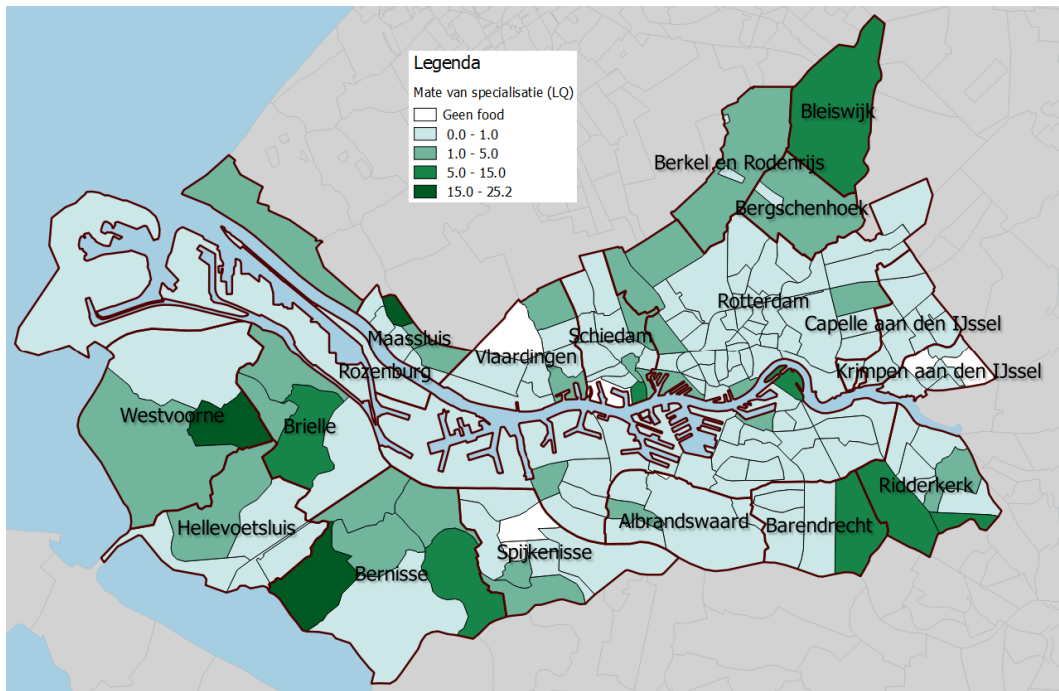 Legenda
Mate van specialisatie (LQ)
Geen food
0.0 - 1.0
1.0 - 5.0
5.0 - 15.0
15.0 - 25.2
Bleiswijk
Berkel en Rodenrijs
Bergschenhoek
Rotterdam
Capelle aan den IJssel
Krimpen aan den IJssel
Maassluis
Schiedam
Vlaardingen
Rozenburg
Westvoorne
Brielle
Ridderkerk
Hellevoetsluis
Albrandswaard
Barendrecht
Spijkenisse
Bernisse